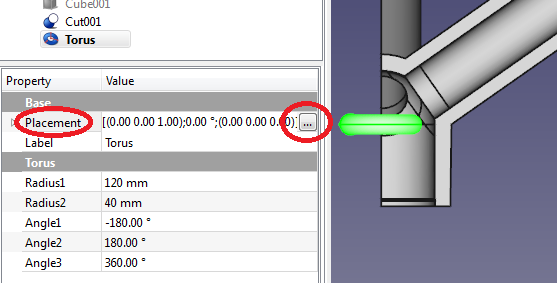 Cube001
Cut001
Torus
Property Value
Base
Placement [(0.00 0.00 1.00);0.00 °;(0.00 0.00 0.00)] ...
Label Torus
Torus
Radius1 120 mm
Radius2 40 mm
Angle1 -180.00 °
Angle2 180.00 °
Angle3 360.00 °